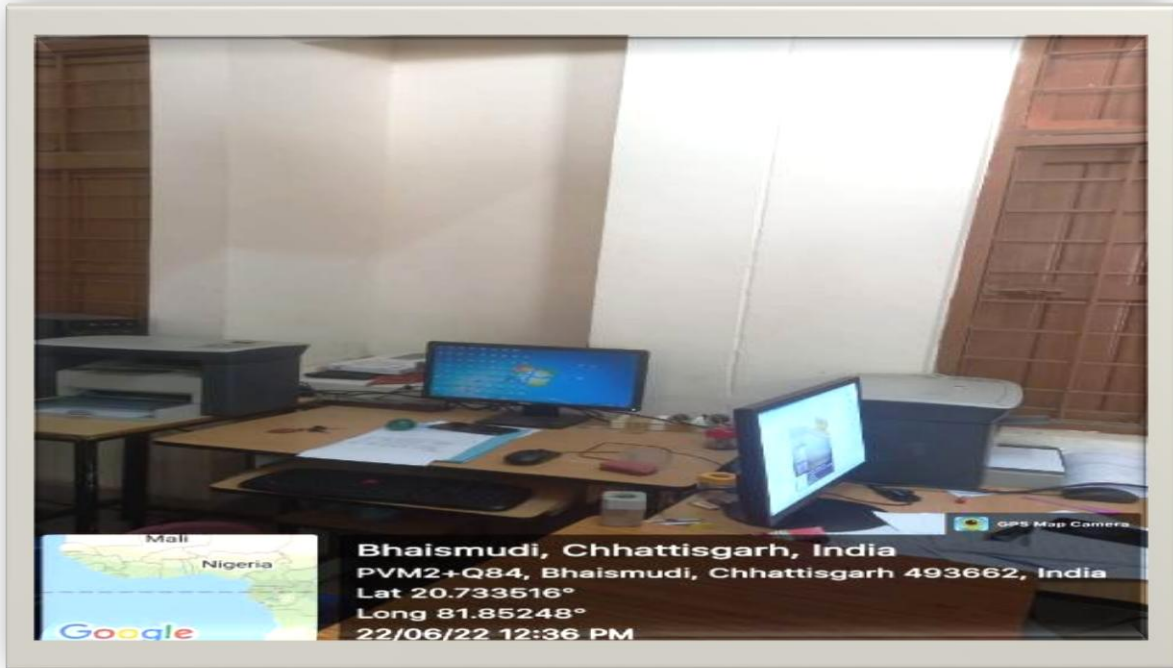 GPS Map Camera
Mali
Nigeria
Google
Bhaismudi, Chhattisgarh, India
PVM2+Q84, Bhaismudi, Chhattisgarh 493662, India
Lat 20.733516°
Long 81.85248°
22/06/22 12:36 PM